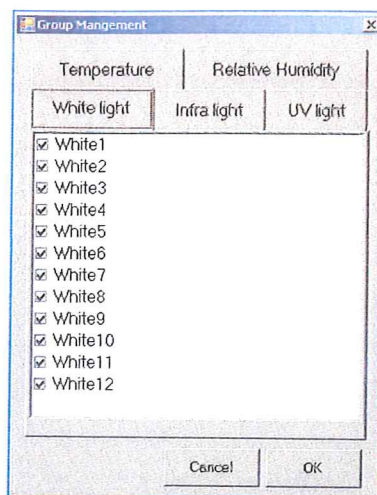 Group Mangement
Temperature Relative Humidity
White light Infra light UV light
White1
White2
White3
White4
White5
White6
White7
White8
White9
White10
White11
White12
Cancel OK